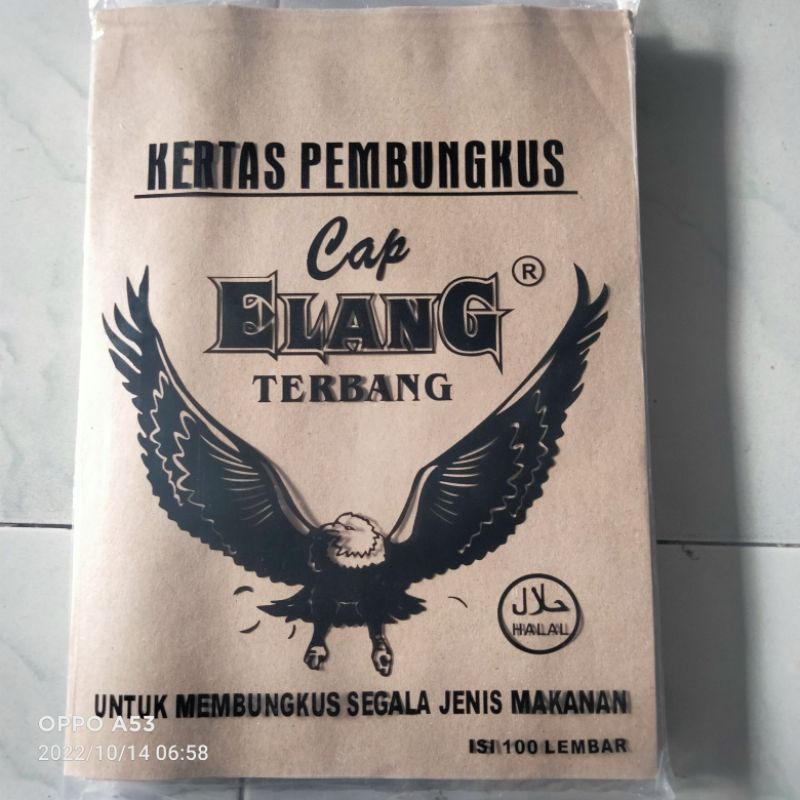 KERTAS PEMBUNGKUS
Cap
ELANG ®
TERBANG
حلال
HALAL
UNTUK MEMBUNGKUS SEGALA JENIS MAKANAN
ISI 100 LEMBAR
OPPO A53
2022/10/14 06:58